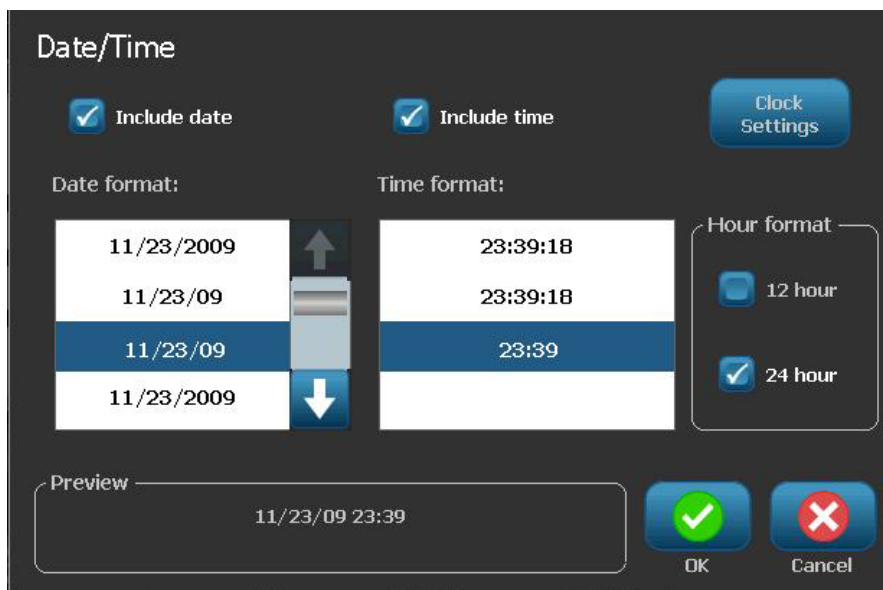 Date/Time
Include date
Include time
Clock
Settings
Date format:
Time format:
11/23/2009
11/23/09
11/23/09
11/23/2009
23:39:18
23:39:18
23:39
Hour format
12 hour
24 hour
Preview
11/23/09 23:39
OK
Cancel